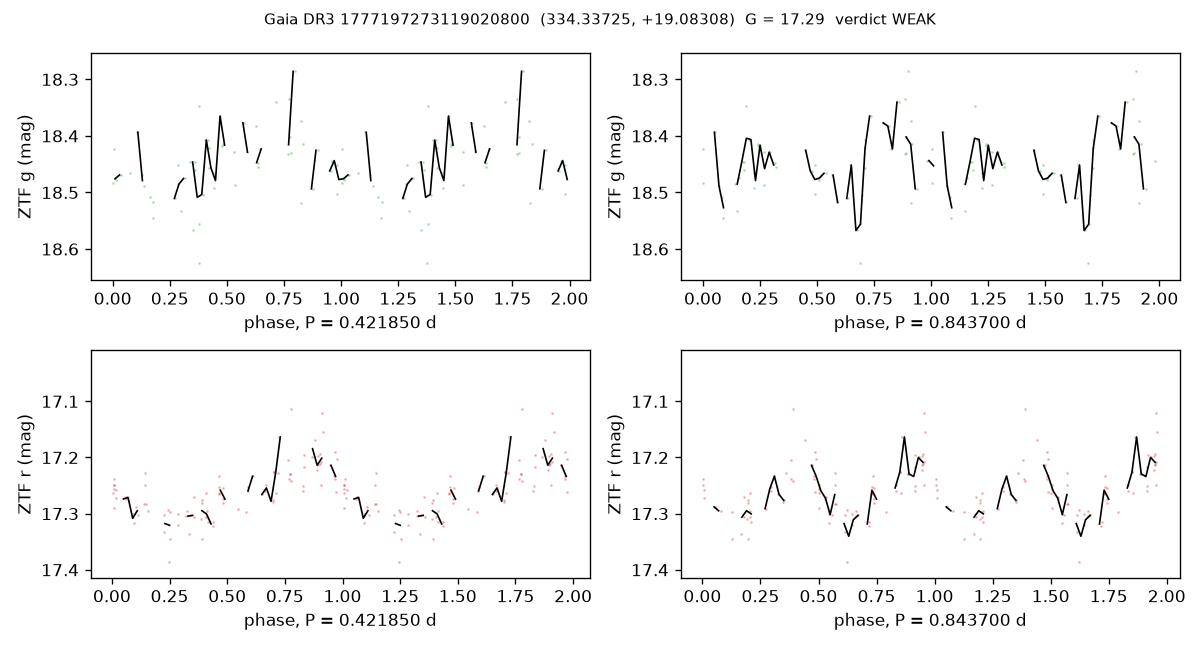 Gaia DR3 1777197273119020800 (334.33725, +19.08308) G = 17.29 verdict WEAK
ZTF g (mag)
18.3
18.4
18.5
18.6
0.00 0.25 0.50 0.75 1.00 1.25 1.50 1.75 2.00
phase, P = 0.421850 d
ZTF g (mag)
18.3
18.4
18.5
18.6
0.00 0.25 0.50 0.75 1.00 1.25 1.50 1.75 2.00
phase, P = 0.843700 d
ZTF r (mag)
17.1
17.2
17.3
17.4
0.00 0.25 0.50 0.75 1.00 1.25 1.50 1.75 2.00
phase, P = 0.421850 d
ZTF r (mag)
17.1
17.2
17.3
17.4
0.00 0.25 0.50 0.75 1.00 1.25 1.50 1.75 2.00
phase, P = 0.843700 d